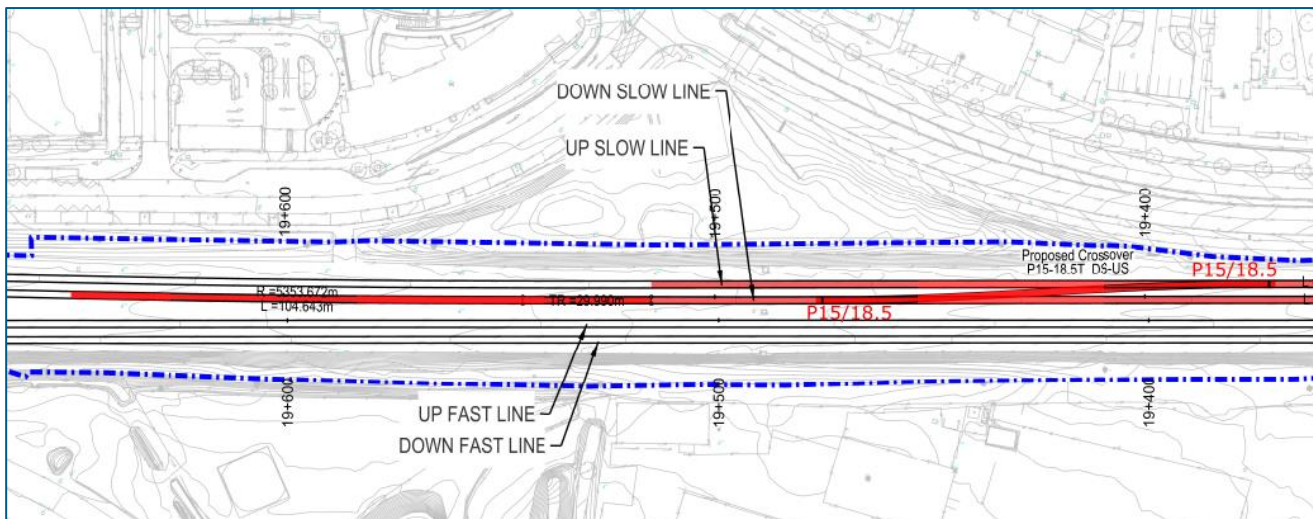 DOWN SLOW LINE
UP SLOW LINE
19+600
19+500
19+400
Proposed Crossover
P15-18.5T DS-US
P15/18.5
R =5353.672m
L =104.643m
TR =29.990m
P15/18.5
19+600
19+500
19+400
UP FAST LINE
DOWN FAST LINE